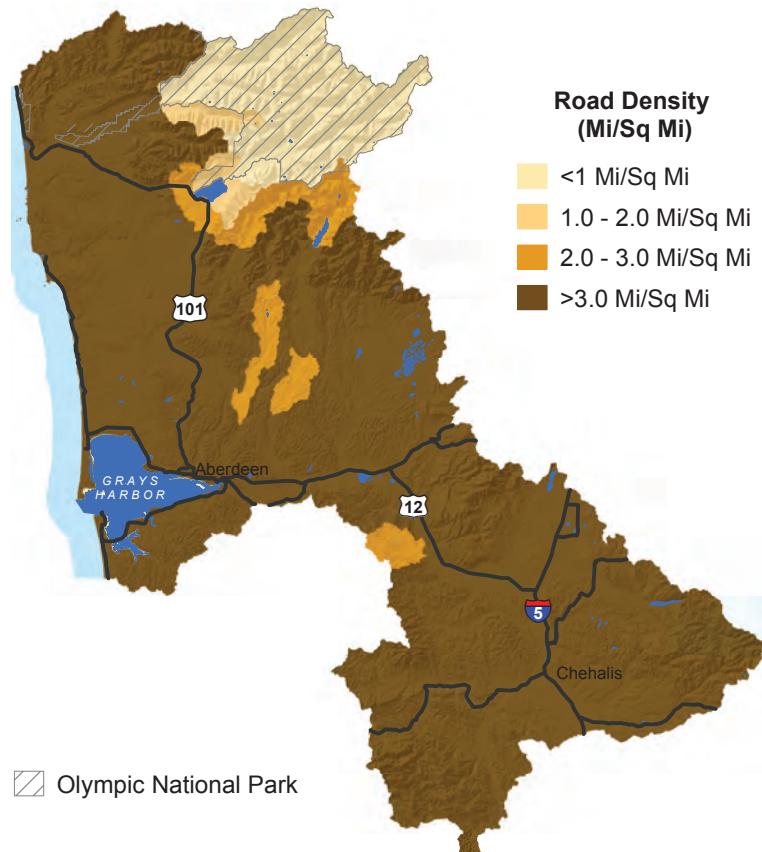 Road Density
(Mi/Sq Mi)
<1 Mi/Sq Mi
1.0 - 2.0 Mi/Sq Mi
2.0 - 3.0 Mi/Sq Mi
>3.0 Mi/Sq Mi
101
Aberdeen
GRAYS
HARBOR
12
5
Chehalis
Olympic National Park